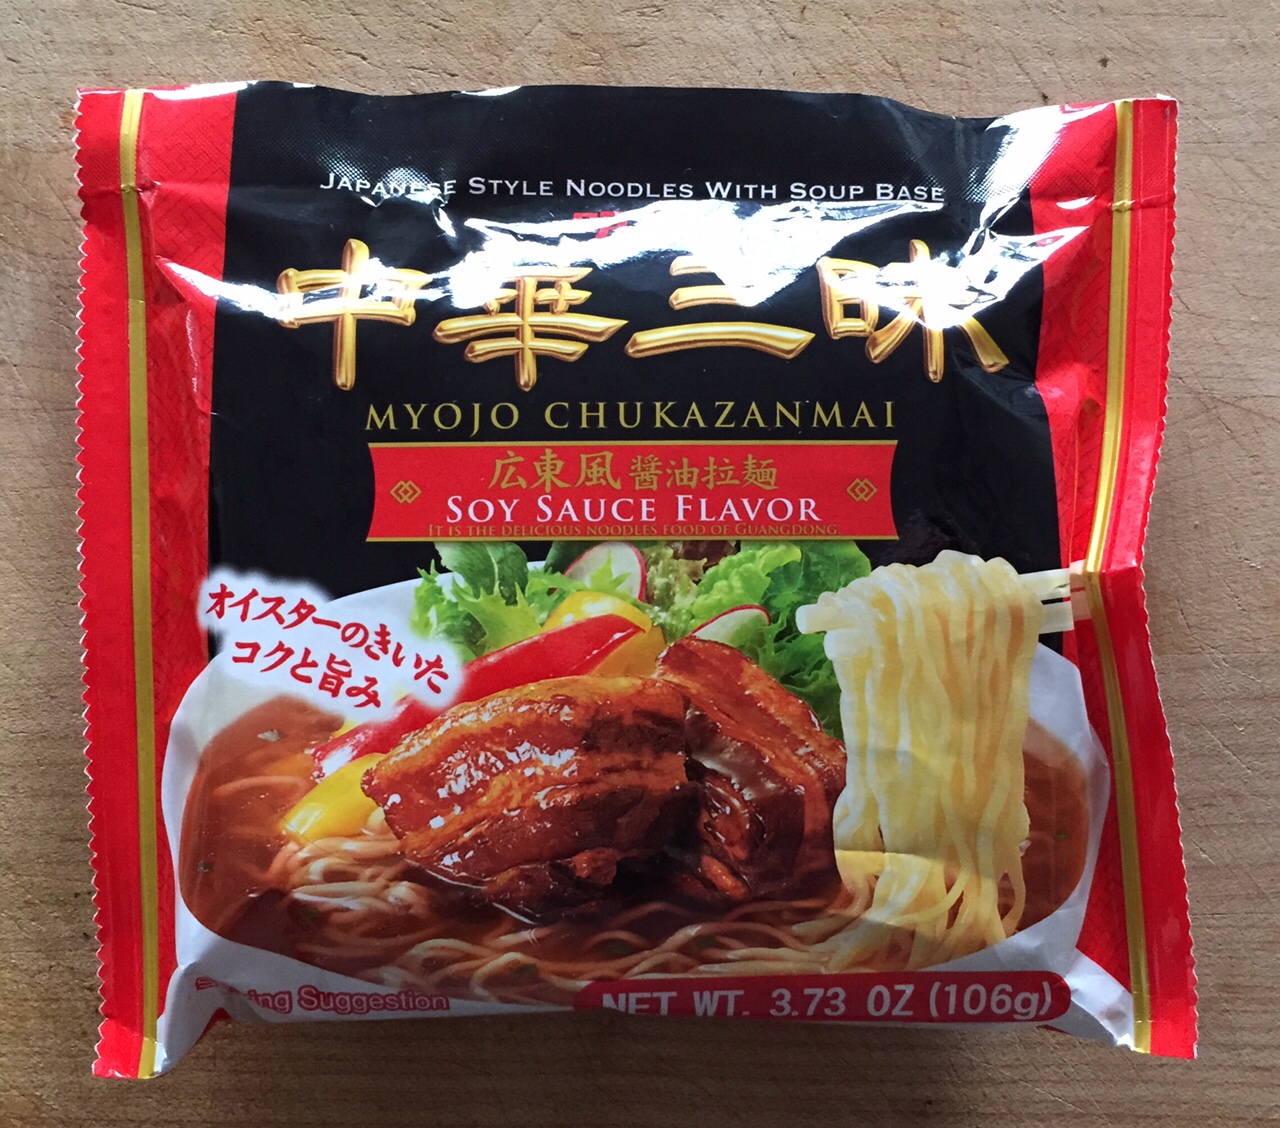 JAPANESE STYLE NOODLES WITH SOUP BASE
中華三昧
MYOJO CHUKAZANMAI
広東風醤油拉麺
SOY SAUCE FLAVOR
IT IS THE DELICIOUS NOODLES FOOD OF GUANGDONG
オイスターのきいた
コクと旨み
Suggestion
NET WT. 3.73 OZ (106g)